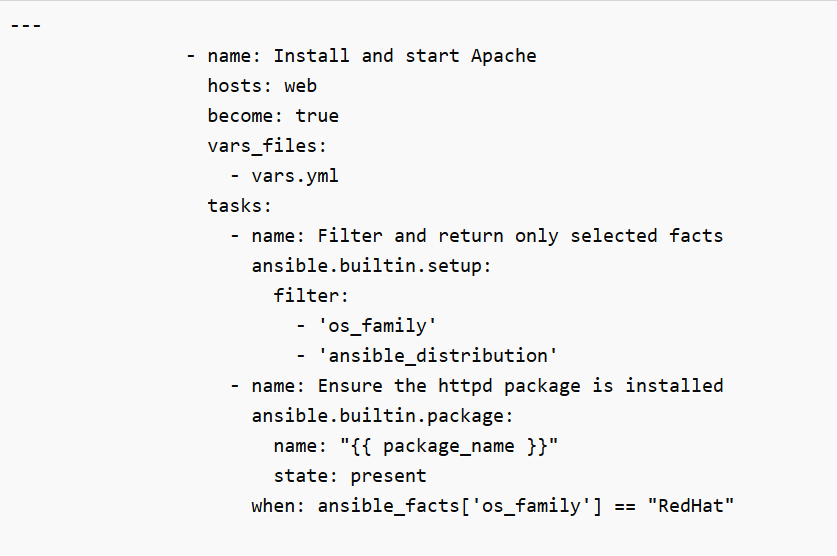 ---
- name: Install and start Apache
hosts: web
become: true
vars_files:
- vars.yml
tasks:
- name: Filter and return only selected facts
ansible.builtin.setup:
filter:
- 'os_family'
- 'ansible_distribution'
- name: Ensure the httpd package is installed
ansible.builtin.package:
name: "{{ package_name }}"
state: present
when: ansible_facts['os_family'] == "RedHat"